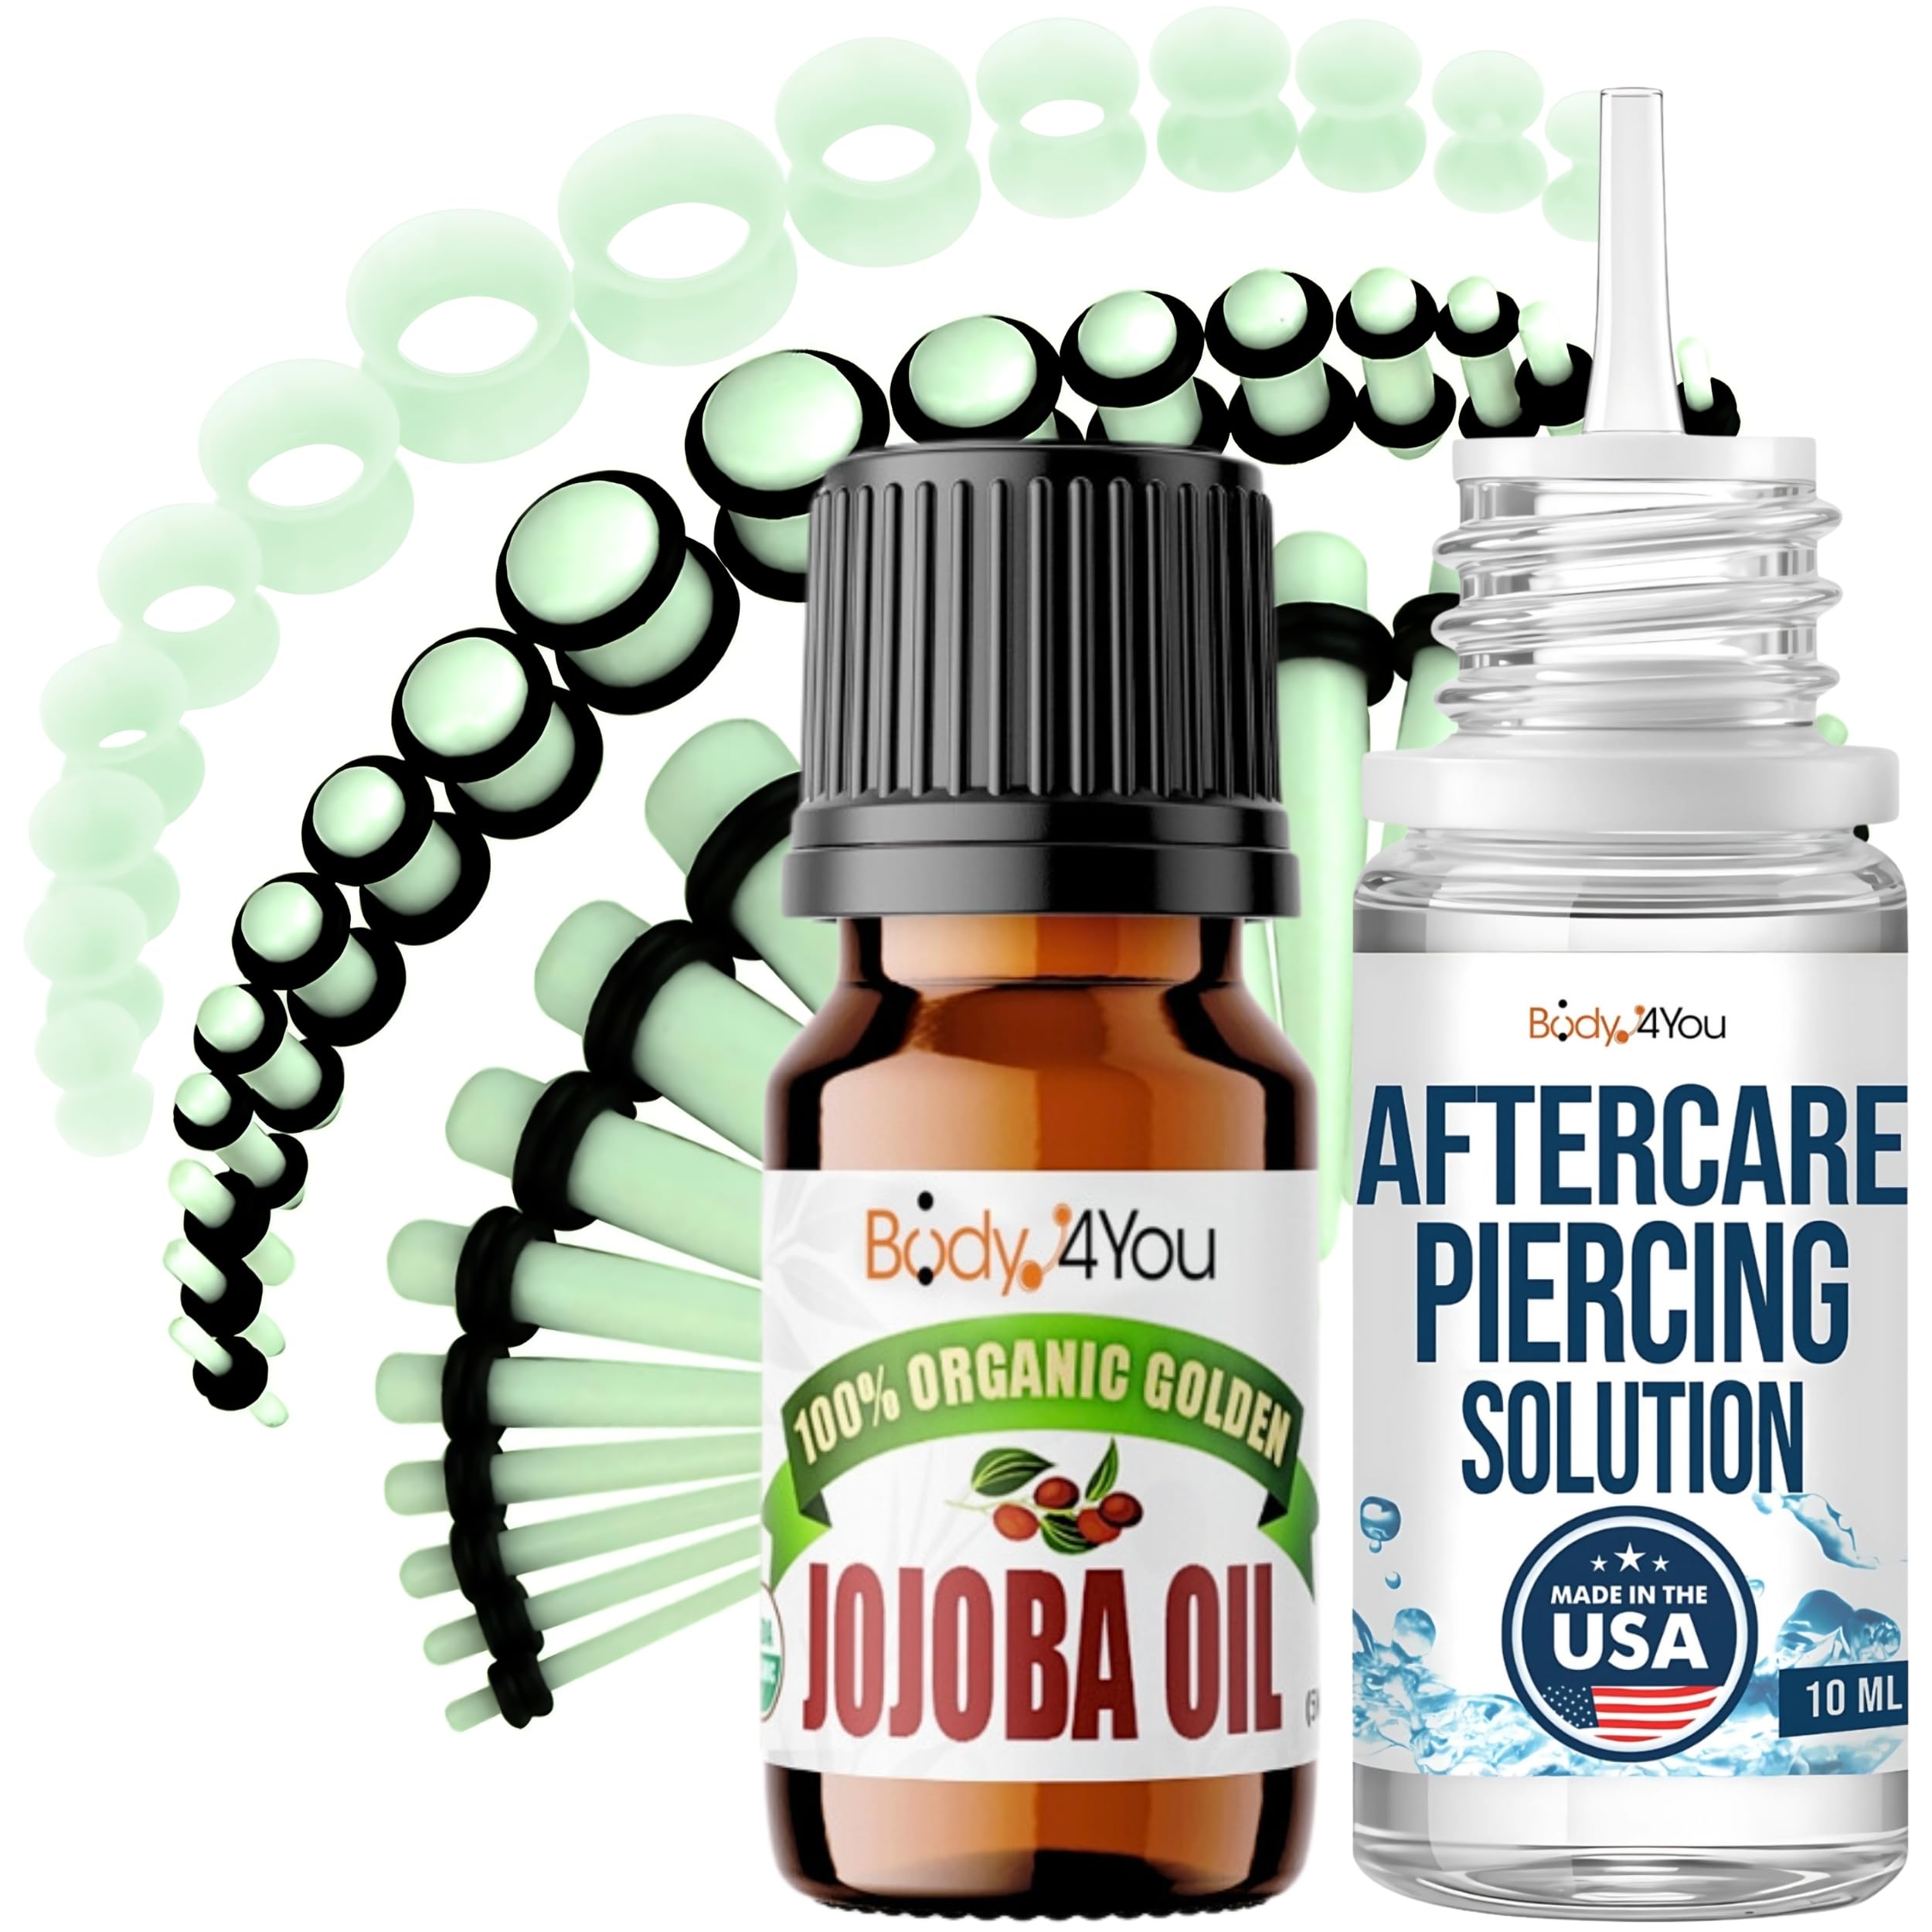 Body4You
100% ORGANIC GOLDEN
JOJOBA OIL
Body4You
AFTERCARE
PIERCING
SOLUTION
MADE IN THE
USA
10 ML